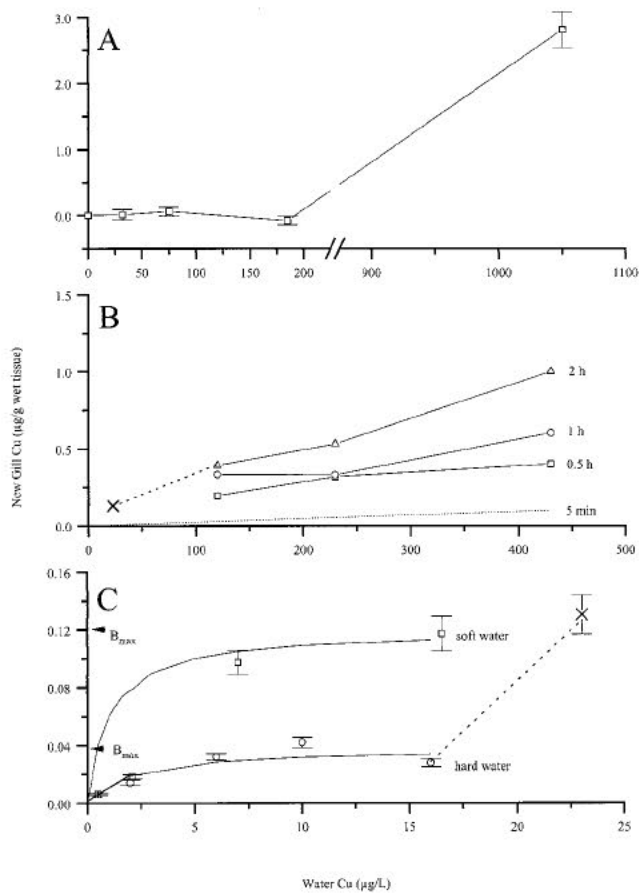 A
3.0
2.0
1.0
0.0
0 50 100 150 200 // 900 1000 1100
B
1.5
1.0
0.5
0.0
2 h
1 h
0.5 h
5 min
0 100 200 300 400 500
New Gill Cu (µg/g wet tissue)
C
0.16
0.12
0.08
0.04
0.00
Bmax
Bmax
soft water
hard water
0 5 10 15 20 25
Water Cu (µg/L)